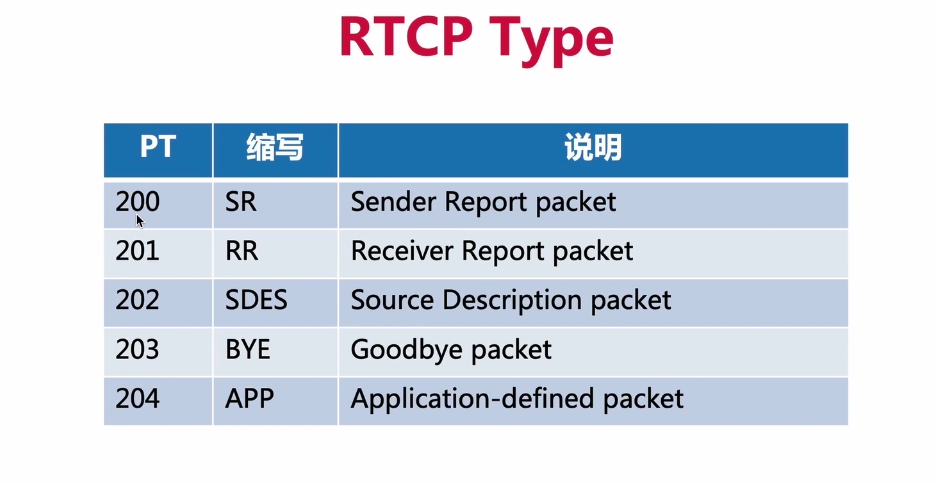 RTCP Type
PT 缩写 说明
200 SR Sender Report packet
201 RR Receiver Report packet
202 SDES Source Description packet
203 BYE Goodbye packet
204 APP Application-defined packet